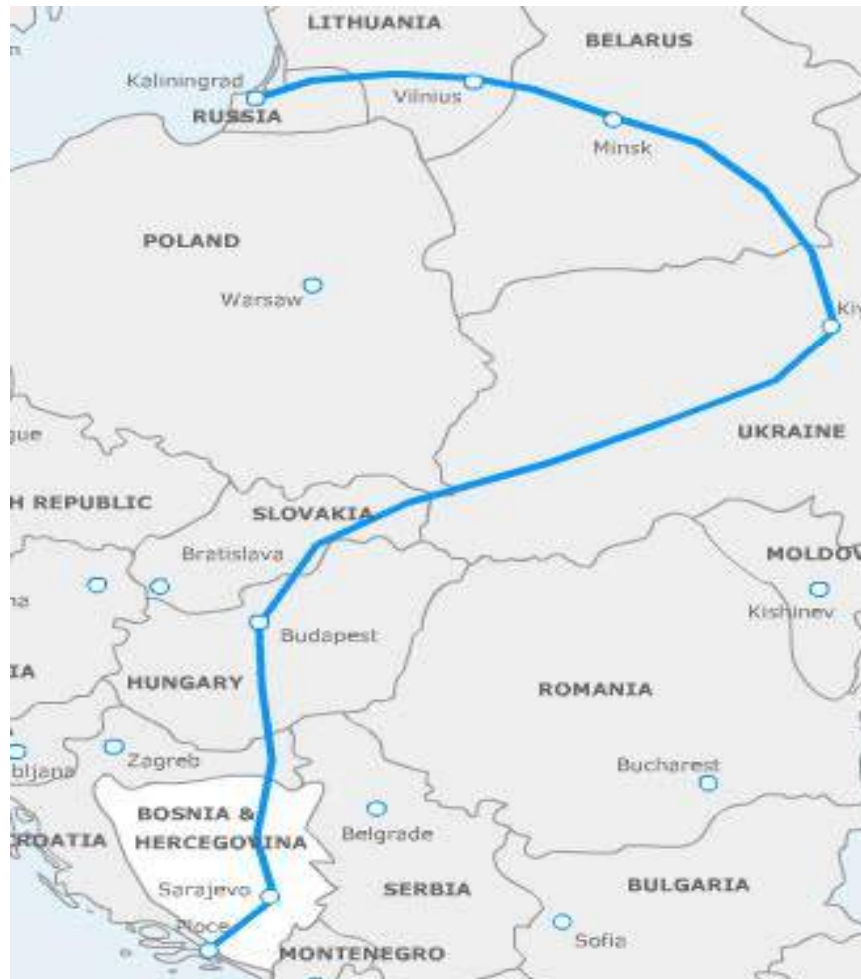 LITHUANIA
BELARUS
Kaliningrad
Vilnius
RUSSIA
Minsk
POLAND
Warsaw
UKRAINE
H REPUBLIC
SLOVAKIA
Bratislava
MOLDOV
Kishinev
Budapest
HUNGARY
ROMANIA
Zagreb
bljana
Bucharest
BOSNIA &
HERCEGOVINA
Belgrade
ROATIA
Sarajevo
SERBIA
BULGARIA
Ploce
Sofia
MONTENEGRO